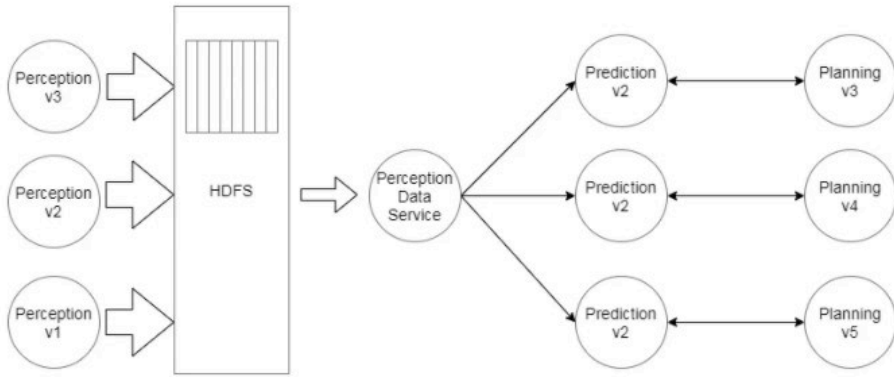 Perception
v3
Perception
v2
Perception
v1
HDFS
Perception
Data
Service
Prediction
v2
Prediction
v2
Prediction
v2
Planning
v3
Planning
v4
Planning
v5